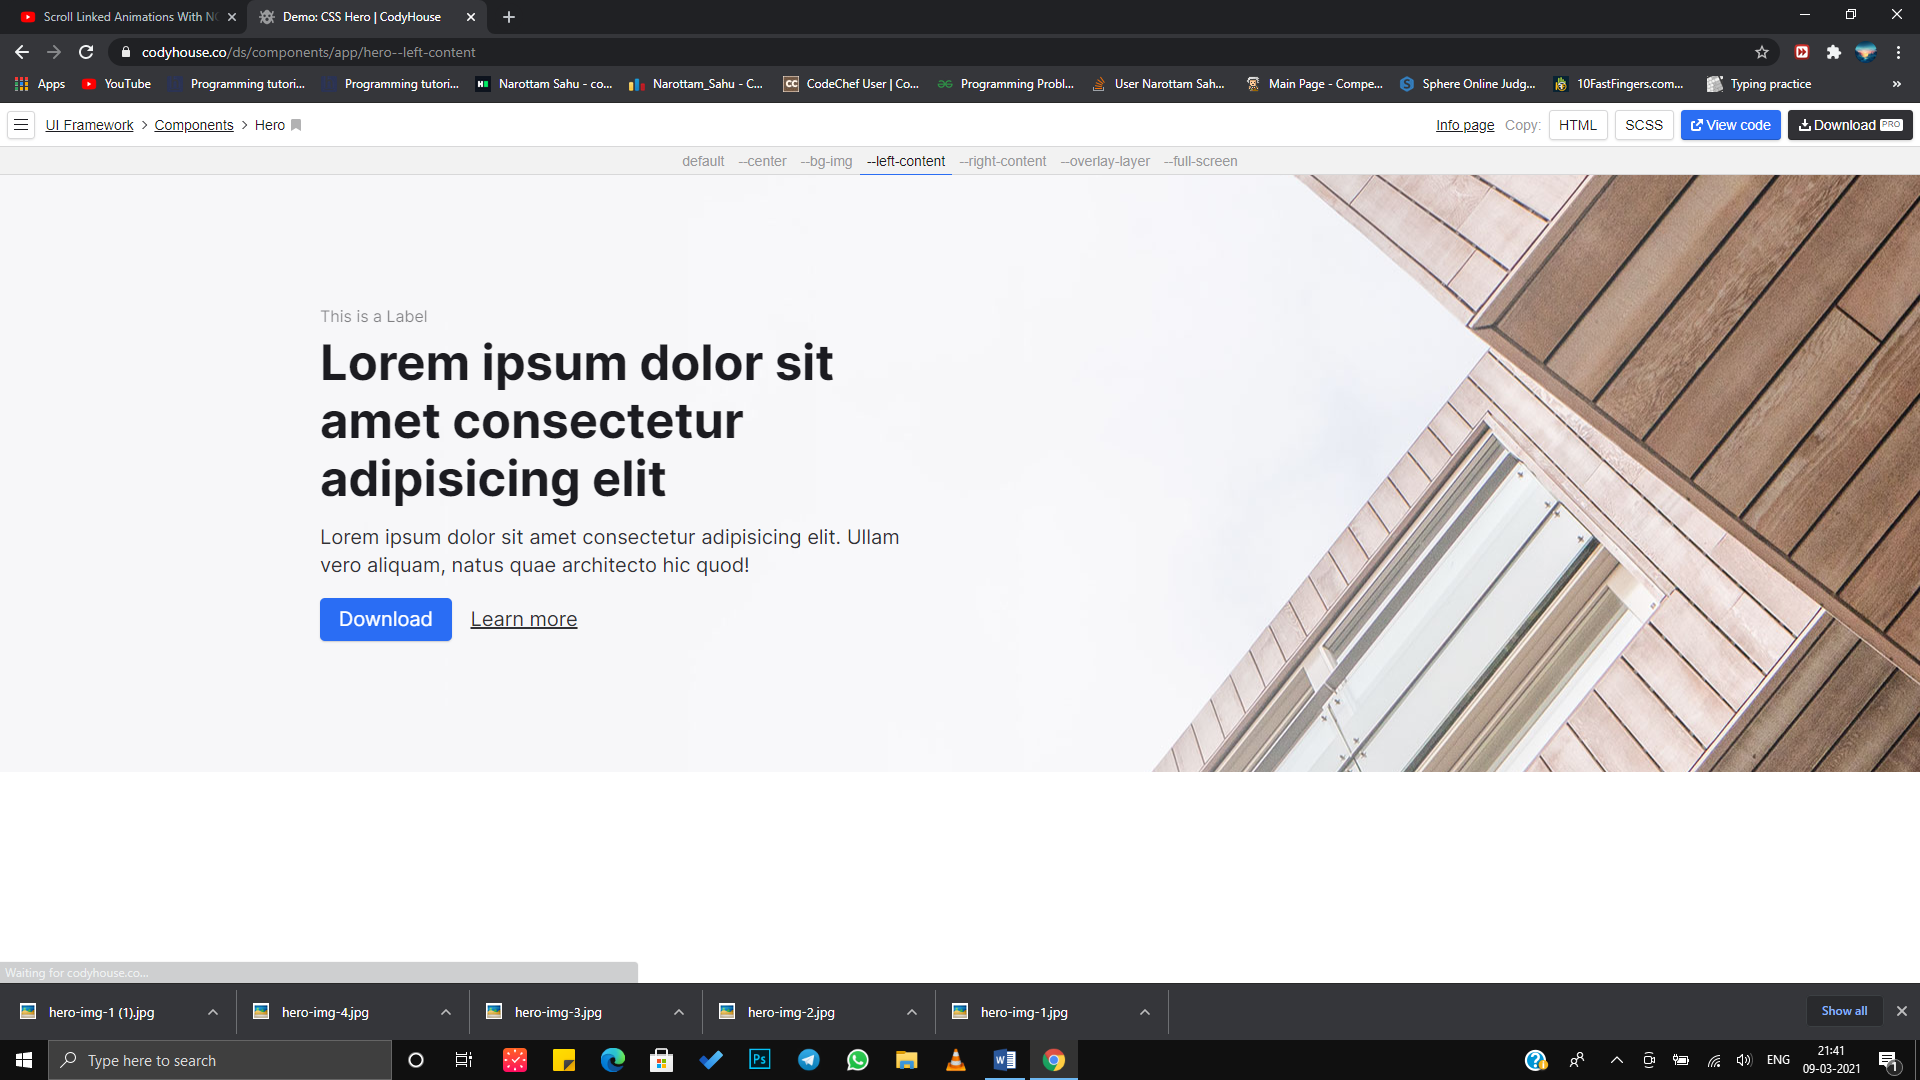 Scroll Linked Animations With N
Demo: CSS Hero | CodyHouse
codyhouse.co/ds/components/app/hero--left-content
Apps
YouTube
Programming tutori...
Programming tutori...
Narottam Sahu - co...
Narottam_Sahu - C...
CodeChef User | Co...
Programming Probl...
User Narottam Sah...
Main Page - Compe...
Sphere Online Judg...
10FastFingers.com...
Typing practice
»
UI Framework > Components > Hero
Info page
Copy:
HTML
SCSS
View code
Download PRO
default
--center
--bg-img
--left-content
--right-content
--overlay-layer
--full-screen
This is a Label
Lorem ipsum dolor sit
amet consectetur
adipisicing elit
Lorem ipsum dolor sit amet consectetur adipisicing elit. Ullam
vero aliquam, natus quae architecto hic quod!
Download
Learn more
Waiting for codyhouse.co...
hero-img-1 (1).jpg
hero-img-4.jpg
hero-img-3.jpg
hero-img-2.jpg
hero-img-1.jpg
Show all
Type here to search
Ps
ENG
21:41
09-03-2021
1